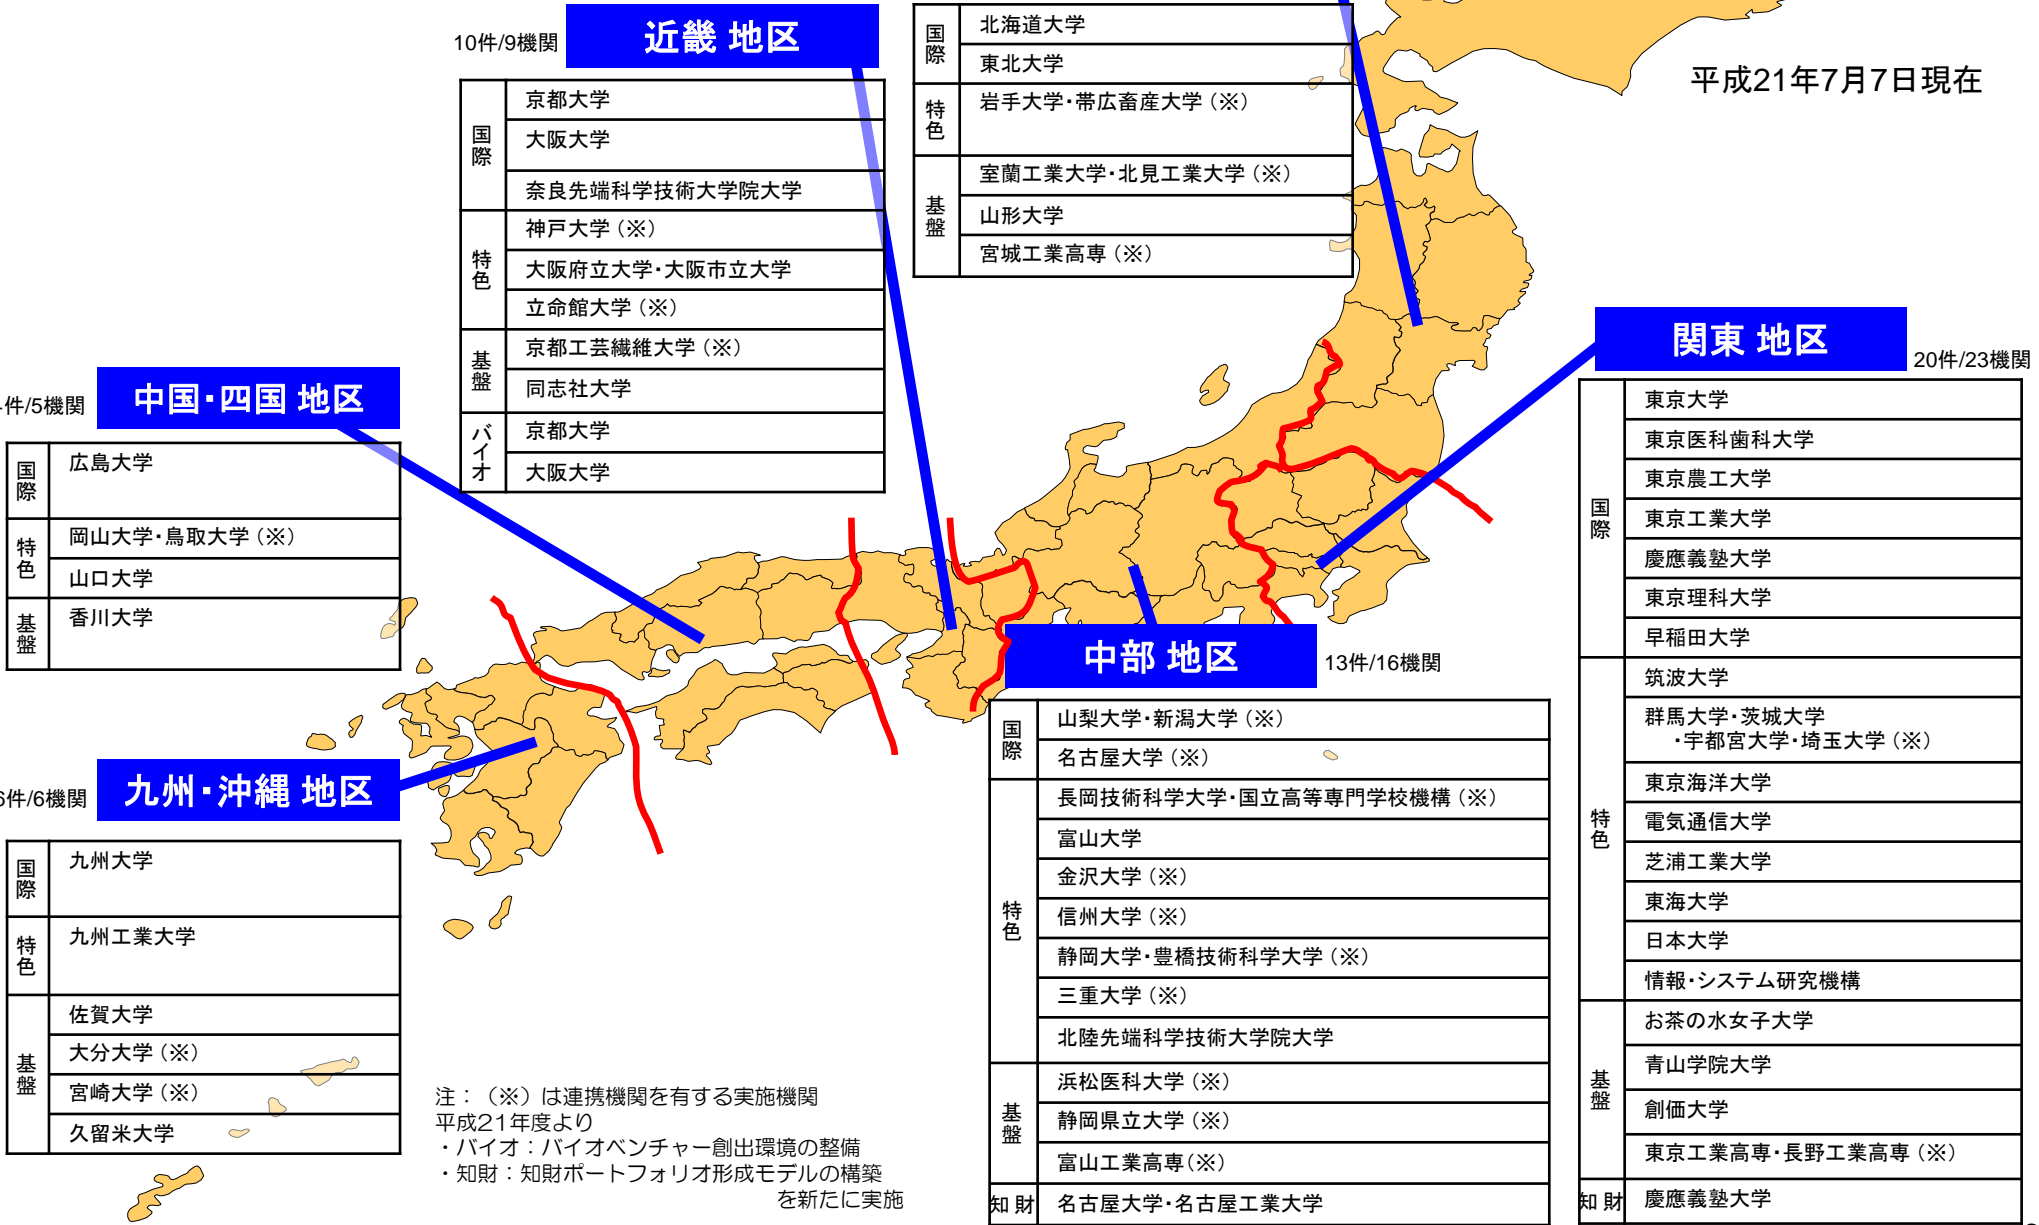 平成21年7月7日現在
国際
北海道大学
東北大学
特色
岩手大学・帯広畜産大学（※）
基盤
室蘭工業大学・北見工業大学（※）
山形大学
宮城工業高専（※）
10件/9機関
近畿 地区
国際
京都大学
大阪大学
奈良先端科学技術大学院大学
特色
神戸大学（※）
大阪府立大学・大阪市立大学
立命館大学（※）
基盤
京都工芸繊維大学（※）
同志社大学
バイオ
京都大学
大阪大学
関東 地区
20件/23機関
国際
東京大学
東京医科歯科大学
東京農工大学
東京工業大学
慶應義塾大学
東京理科大学
早稲田大学
特色
筑波大学
群馬大学・茨城大学
・宇都宮大学・埼玉大学（※）
東京海洋大学
電気通信大学
芝浦工業大学
東海大学
日本大学
情報・システム研究機構
基盤
お茶の水女子大学
青山学院大学
創価大学
東京工業高専・長野工業高専（※）
知財
慶應義塾大学
件/5機関
中国・四国 地区
国際
広島大学
特色
岡山大学・鳥取大学（※）
山口大学
基盤
香川大学
中部 地区
13件/16機関
国際
山梨大学・新潟大学（※）
名古屋大学（※）
特色
長岡技術科学大学・国立高等専門学校機構（※）
富山大学
金沢大学（※）
信州大学（※）
静岡大学・豊橋技術科学大学（※）
三重大学（※）
北陸先端科学技術大学院大学
基盤
浜松医科大学（※）
静岡県立大学（※）
富山工業高専（※）
知財
名古屋大学・名古屋工業大学
6件/6機関
九州・沖縄 地区
国際
九州大学
特色
九州工業大学
基盤
佐賀大学
大分大学（※）
宮崎大学（※）
久留米大学
注：（※）は連携機関を有する実施機関
平成21年度より
・バイオ：バイオベンチャー創出環境の整備
・知財：知財ポートフォリオ形成モデルの構築
を新たに実施